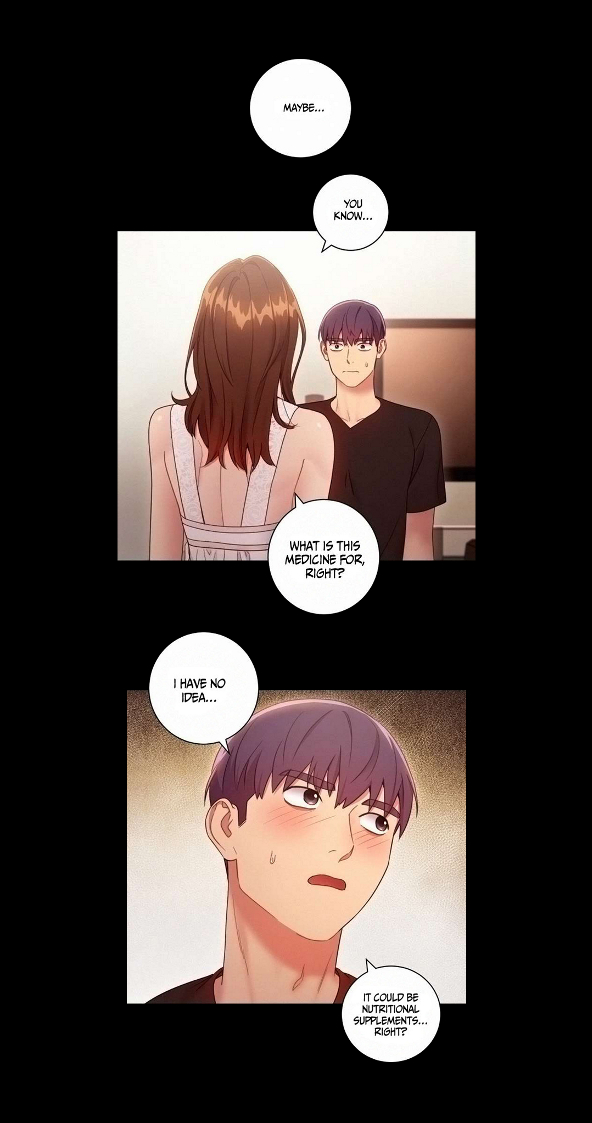 MAYBE...
YOU
KNOW...
WHAT IS THIS
MEDICINE FOR,
RIGHT?
I HAVE NO
IDEA...
IT COULD BE
NUTRITIONAL
SUPPLEMENTS...
RIGHT?